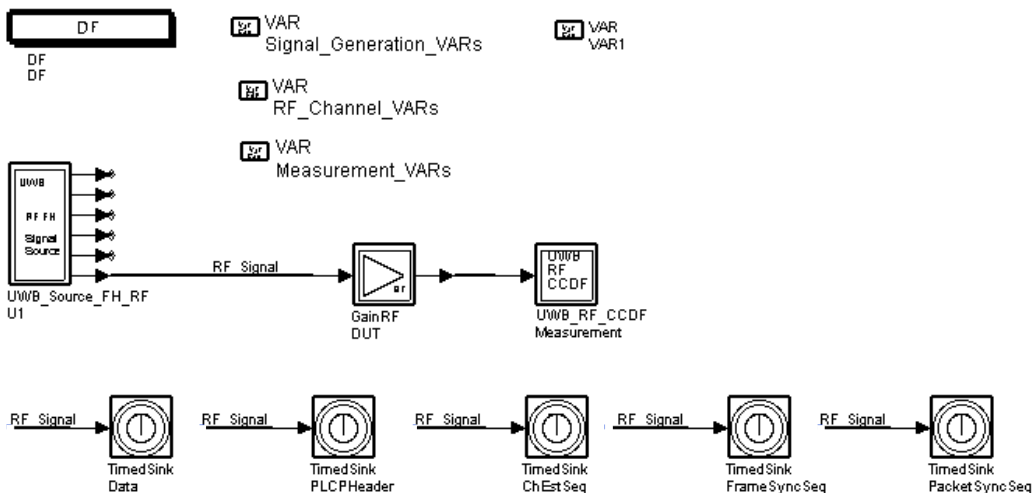 DF
DF
DF
VAR
Signal_Generation_VARs
VAR
VAR1
VAR
RF_Channel_VARs
VAR
Measurement_VARs
UWB
RF FH
Signal
Source
UWB_Source_FH_RF
U1
RF_Signal
RF
GainRF
DUT
UWB
RF
CCDF
UWB_RF_CCDF
Measurement
RF_Signal
TimedSink
Data
RF_Signal
TimedSink
PLCPHeader
RF_Signal
TimedSink
ChEstSeq
RF_Signal
TimedSink
FrameSyncSeq
RF_Signal
TimedSink
PacketSyncSeq